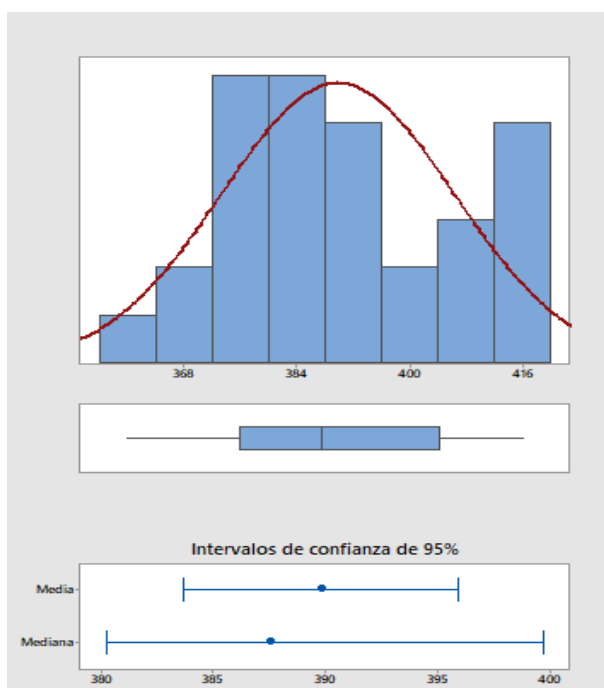 368 384 400 416
Intervalos de confianza de 95%
Media
Mediana
380 385 390 395 400